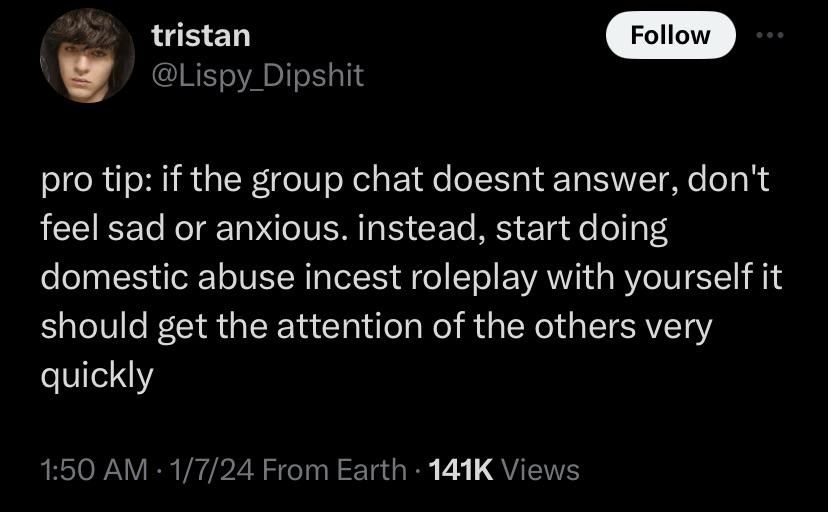 tristan
Follow
@Lispy_Dipshit
pro tip: if the group chat doesnt answer, don't
feel sad or anxious. instead, start doing
domestic abuse incest roleplay with yourself it
should get the attention of the others very
quickly
1:50 AM · 1/7/24 From Earth · 141K Views